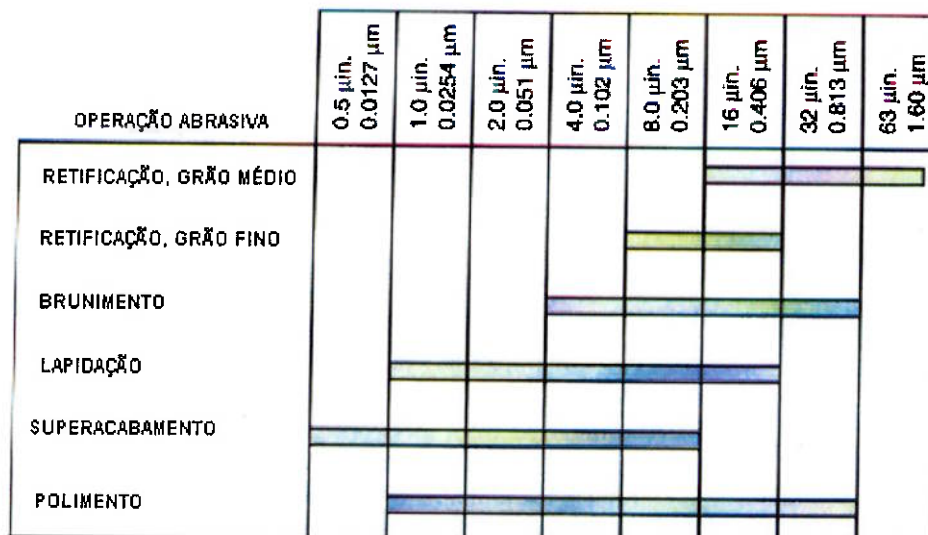 OPERAÇÃO ABRASIVA
0.5 µin.
0.0127 µm
1.0 µin.
0.0254 µm
2.0 µin.
0.051 µm
4.0 µin.
0.102 µm
8.0 µin.
0.203 µm
16 µin.
0.406 µm
32 µin.
0.813 µm
63 µin.
1.60 µm
RETIFICAÇÃO, GRÃO MÉDIO
RETIFICAÇÃO, GRÃO FINO
BRUNIMENTO
LAPIDAÇÃO
SUPERACABAMENTO
POLIMENTO